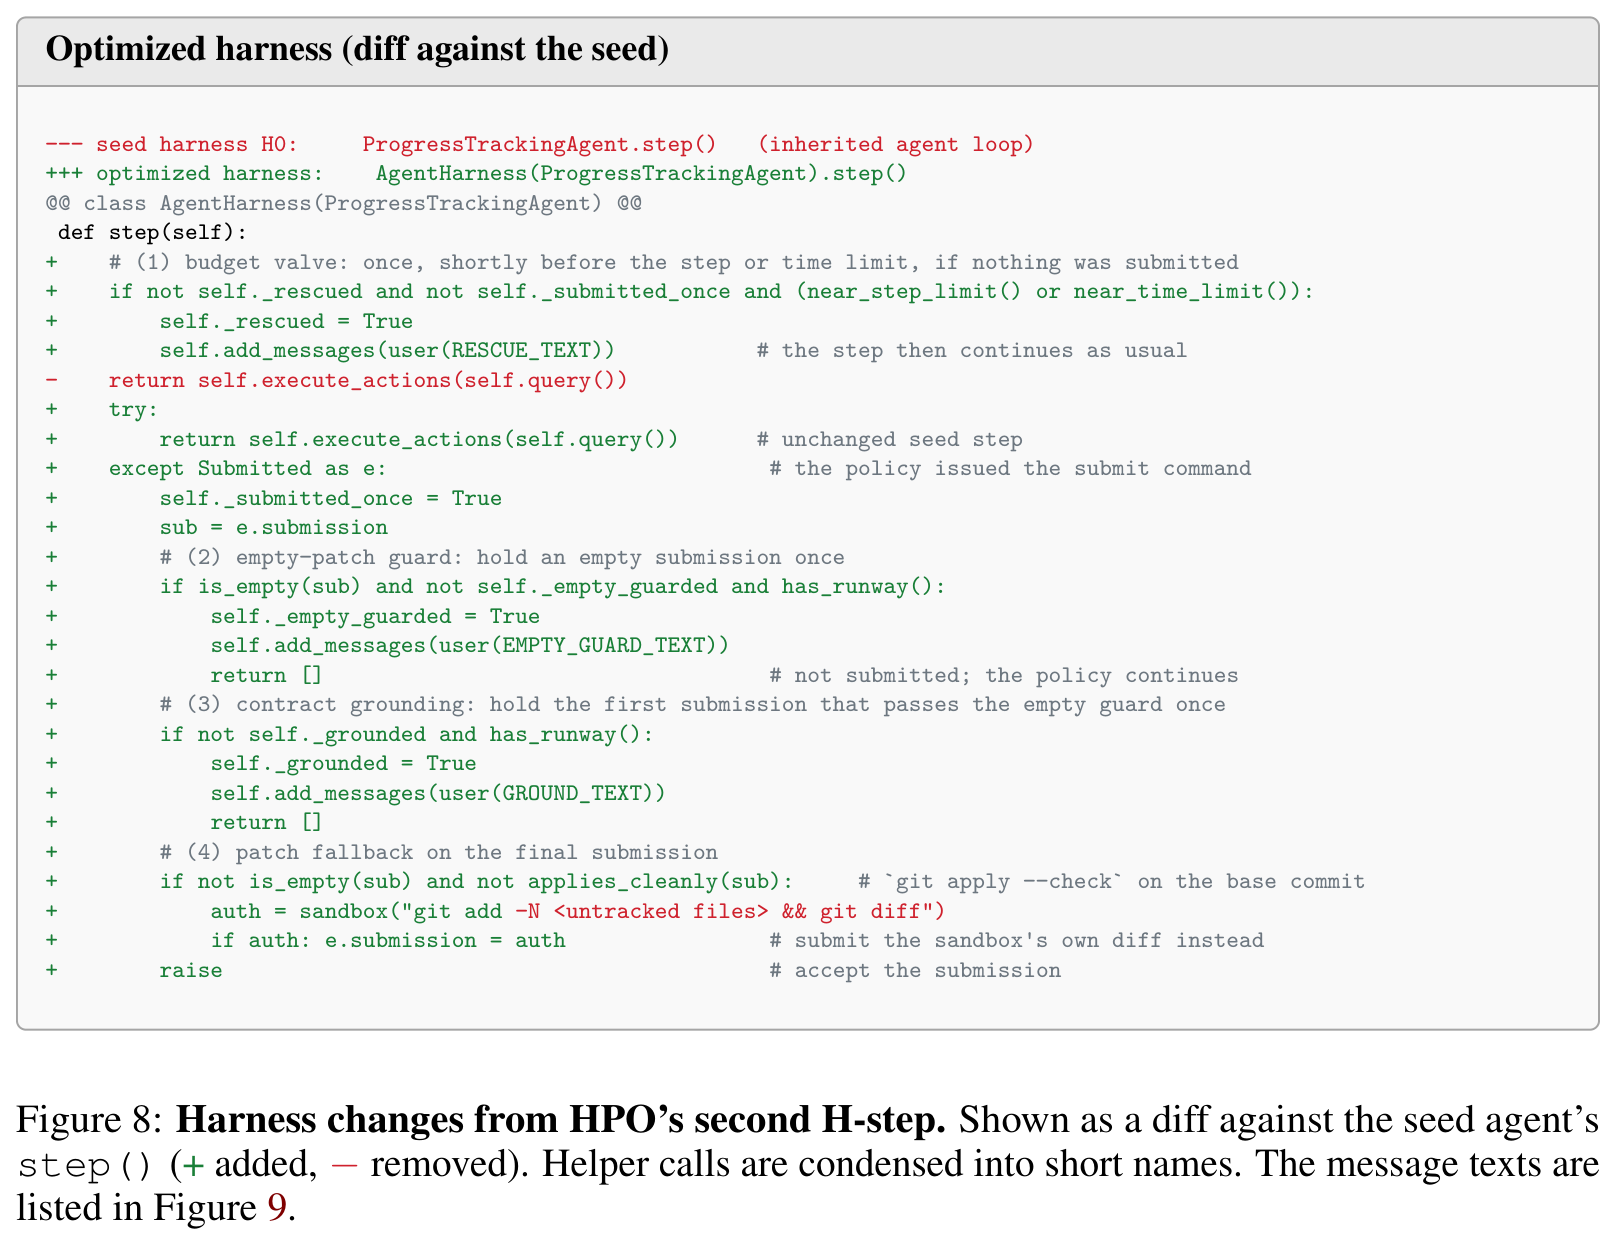 Optimized harness (diff against the seed)
--- seed harness H0:     ProgressTrackingAgent.step()   (inherited agent loop)
+++ optimized harness:    AgentHarness(ProgressTrackingAgent).step()
@@ class AgentHarness(ProgressTrackingAgent) @@
 def step(self):
+    # (1) budget valve: once, shortly before the step or time limit, if nothing was submitted
+    if not self._rescued and not self._submitted_once and (near_step_limit() or near_time_limit()):
+        self._rescued = True
+        self.add_messages(user(RESCUE_TEXT))           # the step then continues as usual
-    return self.execute_actions(self.query())
+    try:
+        return self.execute_actions(self.query())      # unchanged seed step
+    except Submitted as e:                              # the policy issued the submit command
+        self._submitted_once = True
+        sub = e.submission
+        # (2) empty-patch guard: hold an empty submission once
+        if is_empty(sub) and not self._empty_guarded and has_runway():
+            self._empty_guarded = True
+            self.add_messages(user(EMPTY_GUARD_TEXT))
+            return []                                   # not submitted; the policy continues
+        # (3) contract grounding: hold the first submission that passes the empty guard once
+        if not self._grounded and has_runway():
+            self._grounded = True
+            self.add_messages(user(GROUND_TEXT))
+            return []
+        # (4) patch fallback on the final submission
+        if not is_empty(sub) and not applies_cleanly(sub):     # `git apply --check` on the base commit
+            auth = sandbox("git add -N <untracked files> && git diff")
+            if auth: e.submission = auth                # submit the sandbox's own diff instead
+        raise                                           # accept the submission
Figure 8: Harness changes from HPO’s second H-step. Shown as a diff against the seed agent’s
step() (+ added, − removed). Helper calls are condensed into short names. The message texts are
listed in Figure 9.